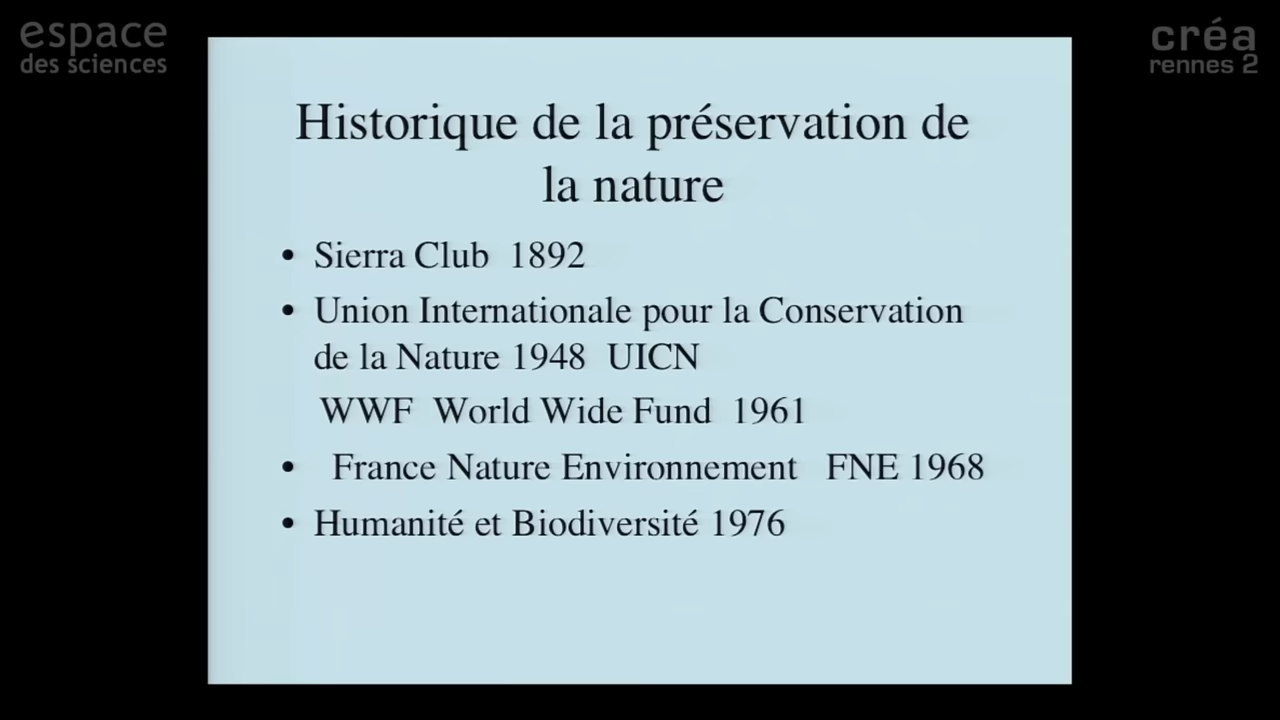 espace
des sciences
créa
rennes 2
Historique de la préservation de
la nature
• Sierra Club 1892
• Union Internationale pour la Conservation
de la Nature 1948 UICN
WWF World Wide Fund 1961
• France Nature Environnement FNE 1968
• Humanité et Biodiversité 1976